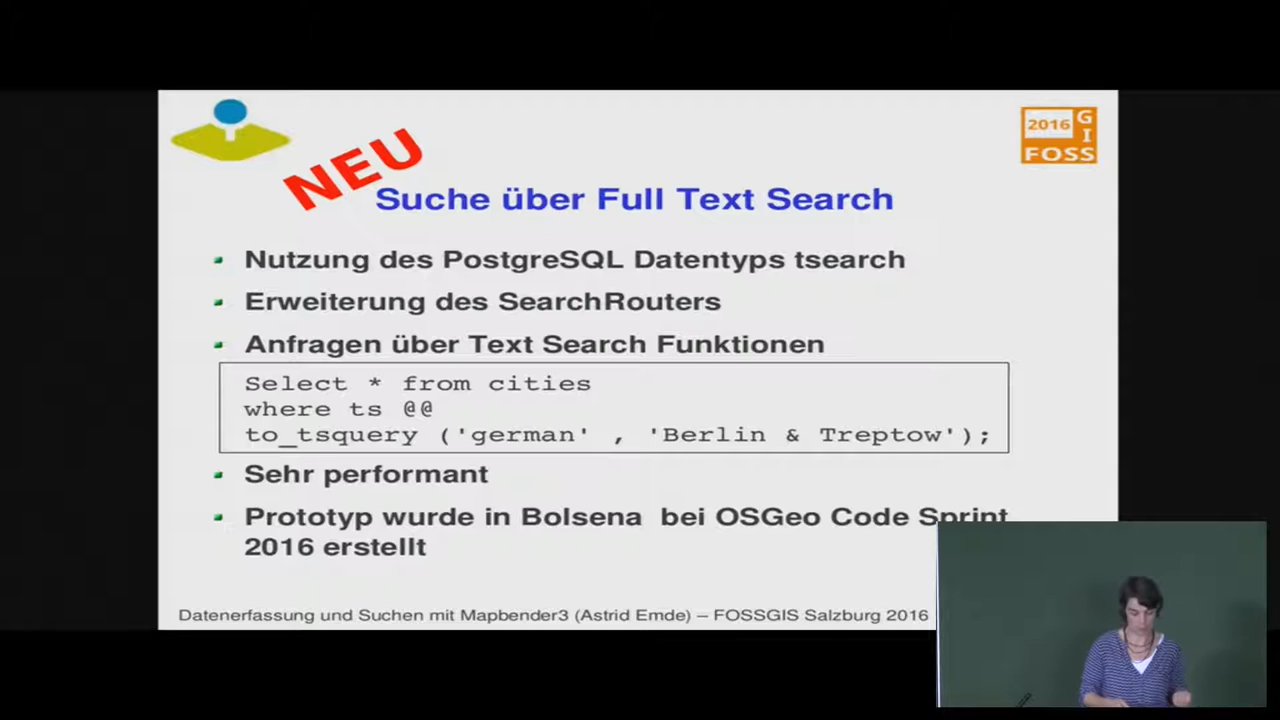 NEU
2016 GI
FOSS
Suche über Full Text Search
Nutzung des PostgreSQL Datentyps tsearch
Erweiterung des SearchRouters
Anfragen über Text Search Funktionen
Select * from cities
where ts @@
to_tsquery ('german' , 'Berlin & Treptow');
Sehr performant
Prototyp wurde in Bolsena bei OSGeo Code Sprint
2016 erstellt
Datenerfassung und Suchen mit Mapbender3 (Astrid Emde) – FOSSGIS Salzburg 2016